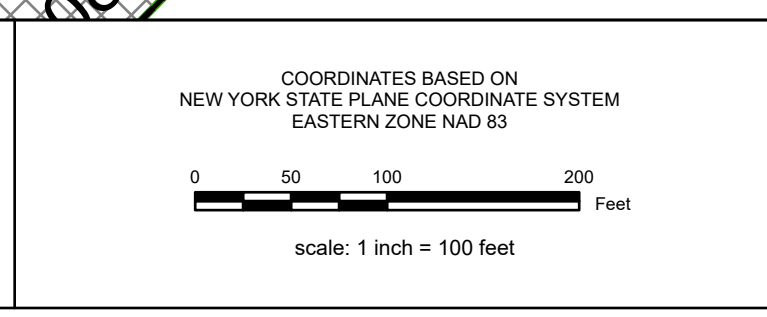 COORDINATES BASED ON
NEW YORK STATE PLANE COORDINATE SYSTEM
EASTERN ZONE NAD 83
0 50 100 200
Feet
scale: 1 inch = 100 feet